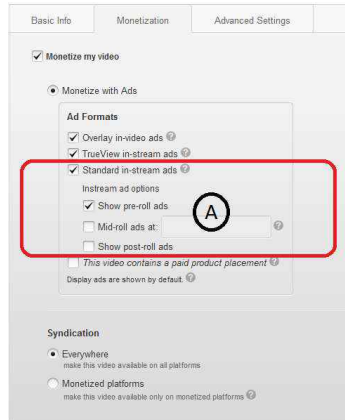 Basic Info Monetization Advanced Settings
Monetize my video
Monetize with Ads
Ad Formats
Overlay in-video ads ?
TrueView in-stream ads ?
Standard in-stream ads ?
Instream ad options
Show pre-roll ads
A
Mid-roll ads at: ?
Show post-roll ads
This video contains a paid product placement ?
Display ads are shown by default. ?
Syndication
Everywhere
make this video available on all platforms
Monetized platforms
make this video available only on monetized platforms ?